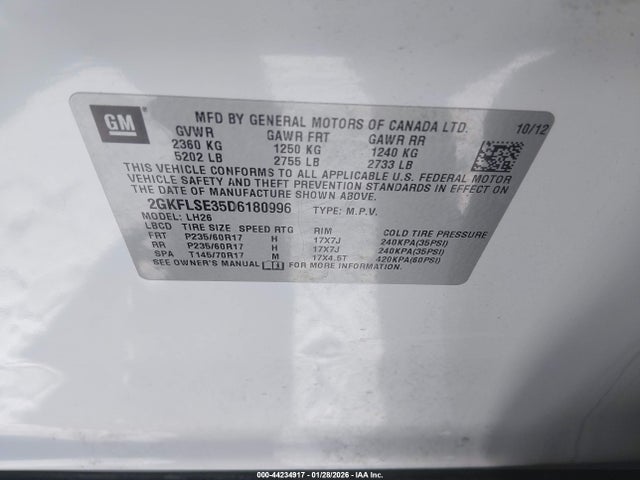 GM
MFD BY GENERAL MOTORS OF CANADA LTD. 10/12
GVWR GAWR FRT GAWR RR
2360 KG 1250 KG 1240 KG
5202 LB 2755 LB 2733 LB
THIS VEHICLE CONFORMS TO ALL APPLICABLE U.S. FEDERAL MOTOR
VEHICLE SAFETY AND THEFT PREVENTION STANDARDS IN EFFECT ON
THE DATE OF MANUFACTURE SHOWN ABOVE.
2GKFLSE35D6180996 TYPE: M.P.V.
MODEL: LH26
LBCD TIRE SIZE SPEED RTG RIM COLD TIRE PRESSURE
FRT P235/60R17 H 17X7J 240KPA(35PSI)
RR P235/60R17 H 17X7J 240KPA(35PSI)
SPA T145/70R17 M 17X4.5T 420KPA(60PSI)
SEE OWNER'S MANUAL FOR MORE INFORMATION.
000-44234917 | 01/28/2026 - IAA Inc.